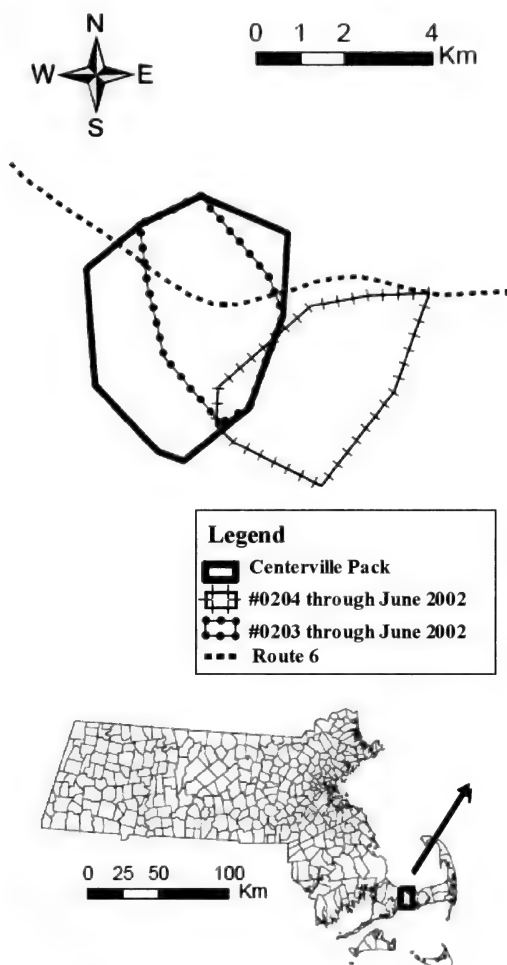 N
W E
S
0 1 2 4
Km
Legend
Centerville Pack
#0204 through June 2002
#0203 through June 2002
Route 6
0 25 50 100
Km